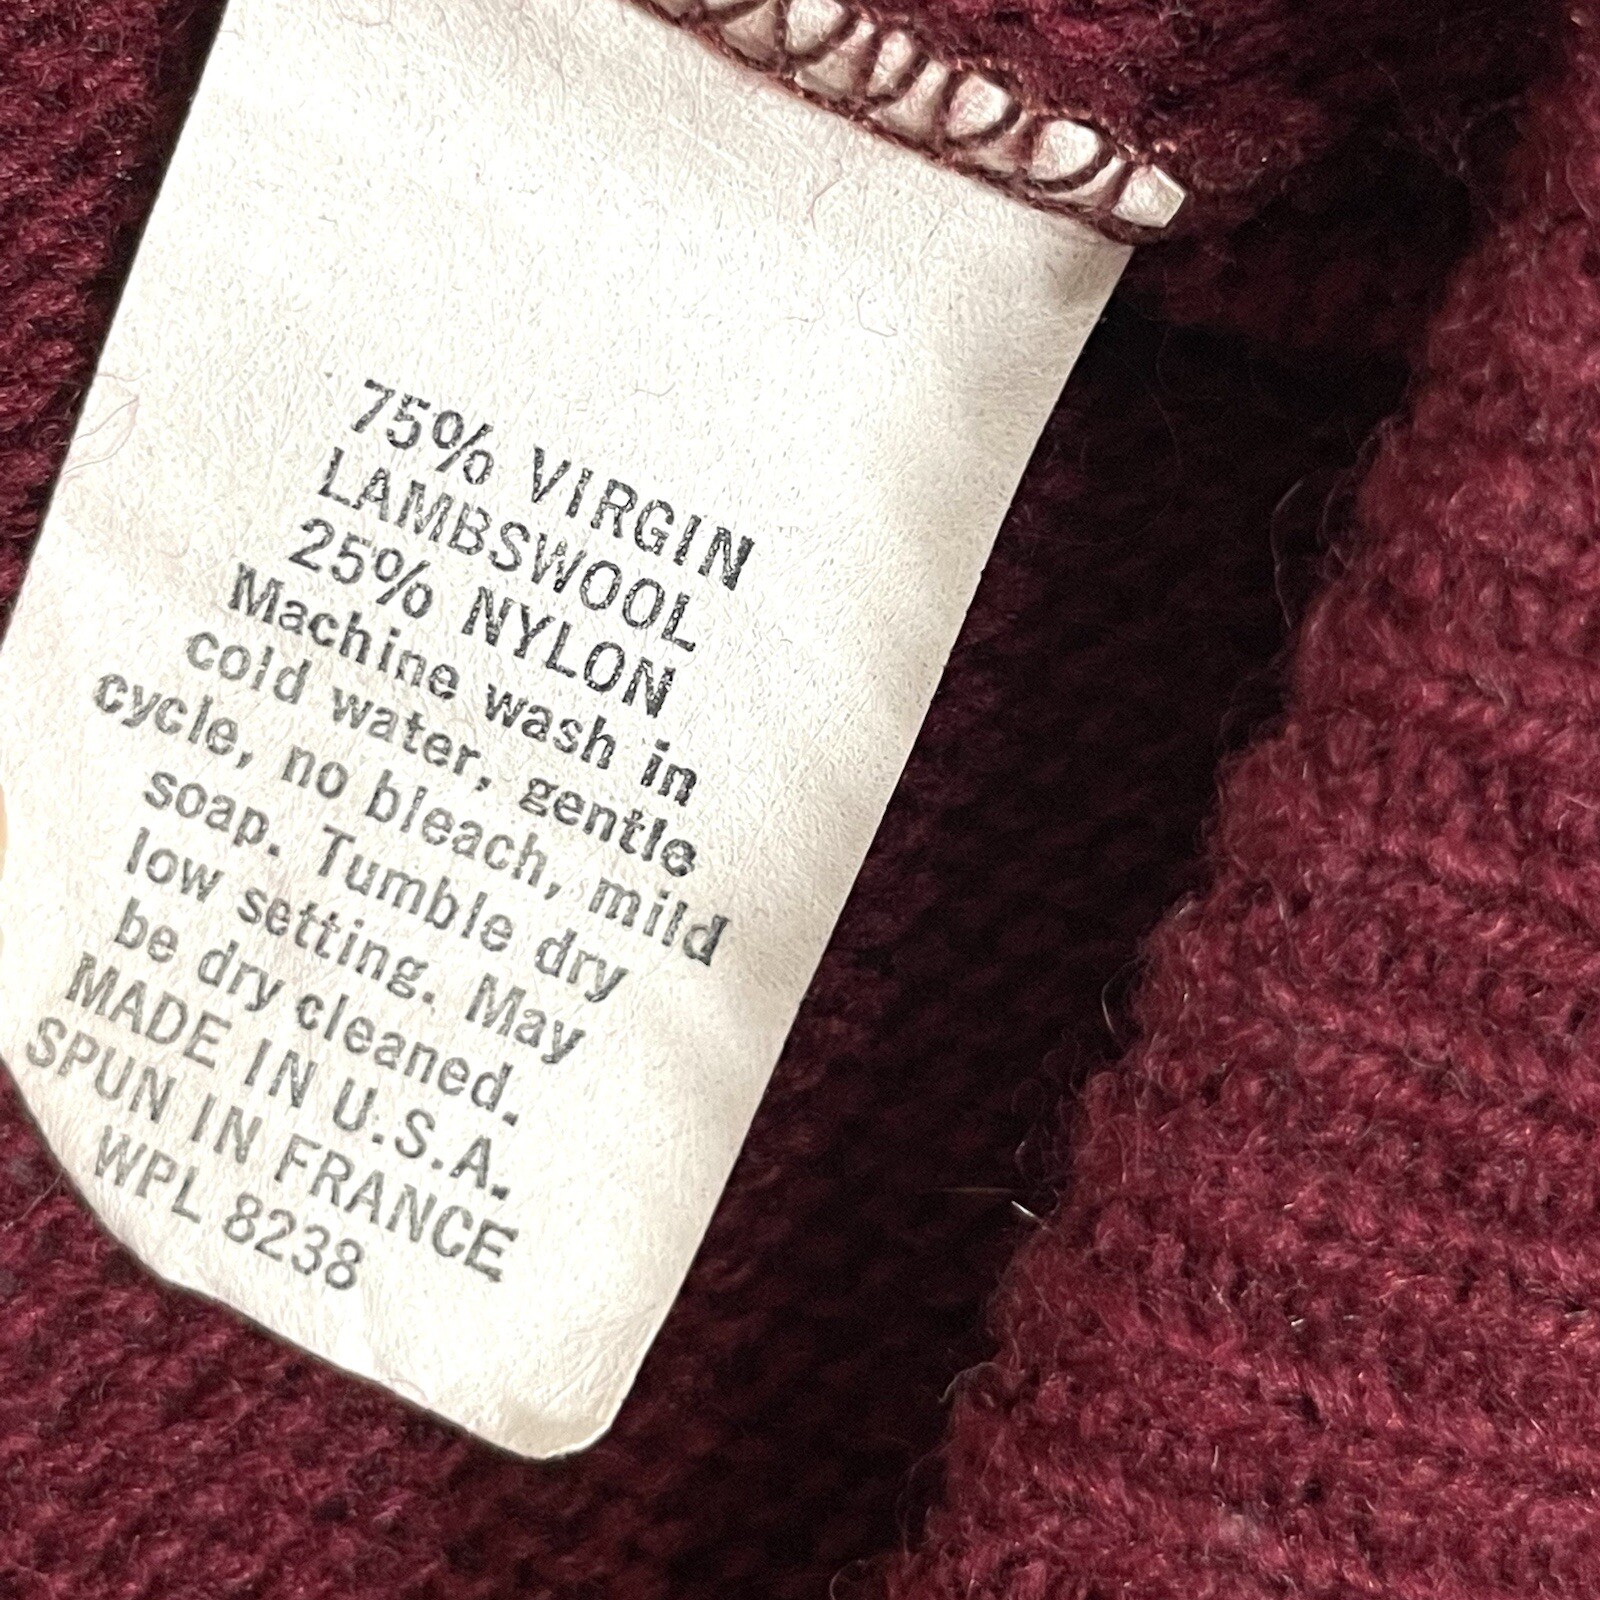 75% VIRGIN
LAMBSWOOL
25% NYLON
Machine wash in
cold water, gentle
cycle, no bleach, mild
soap. Tumble dry
low setting. May
be dry cleaned.
MADE IN U.S.A.
SPUN IN FRANCE
WPL 8238